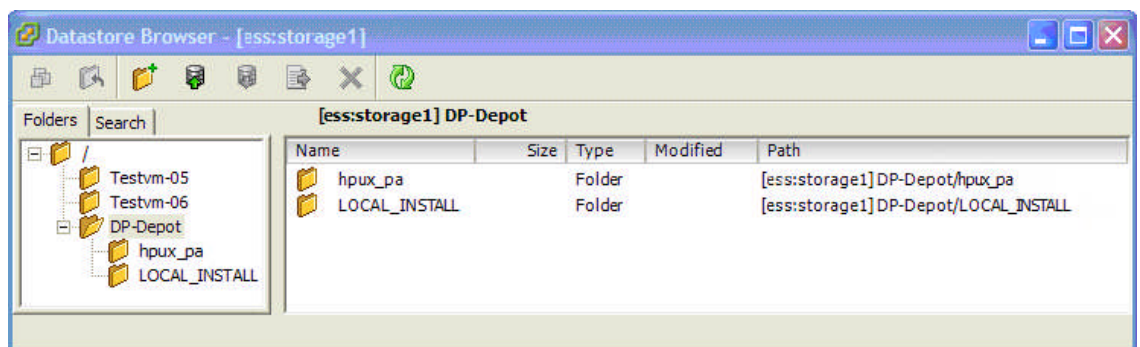 Datastore Browser - [ess:storage1]
Folders Search
[ess:storage1] DP-Depot
/
Testvm-05
Testvm-06
DP-Depot
hpux_pa
LOCAL_INSTALL
Name Size Type Modified Path
hpux_pa Folder [ess:storage1] DP-Depot/hpux_pa
LOCAL_INSTALL Folder [ess:storage1] DP-Depot/LOCAL_INSTALL